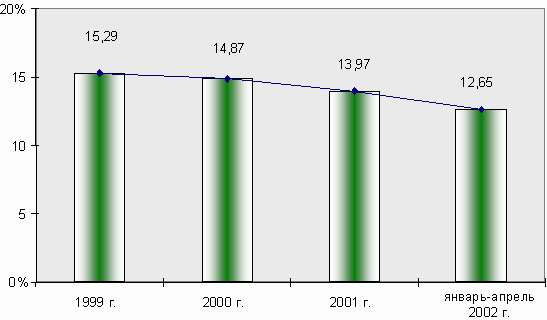 20%
15,29
14,87
13,97
12,65
15
10
5
0%
1999 г.
2000 г.
2001 г.
январь-апрель
2002 г.